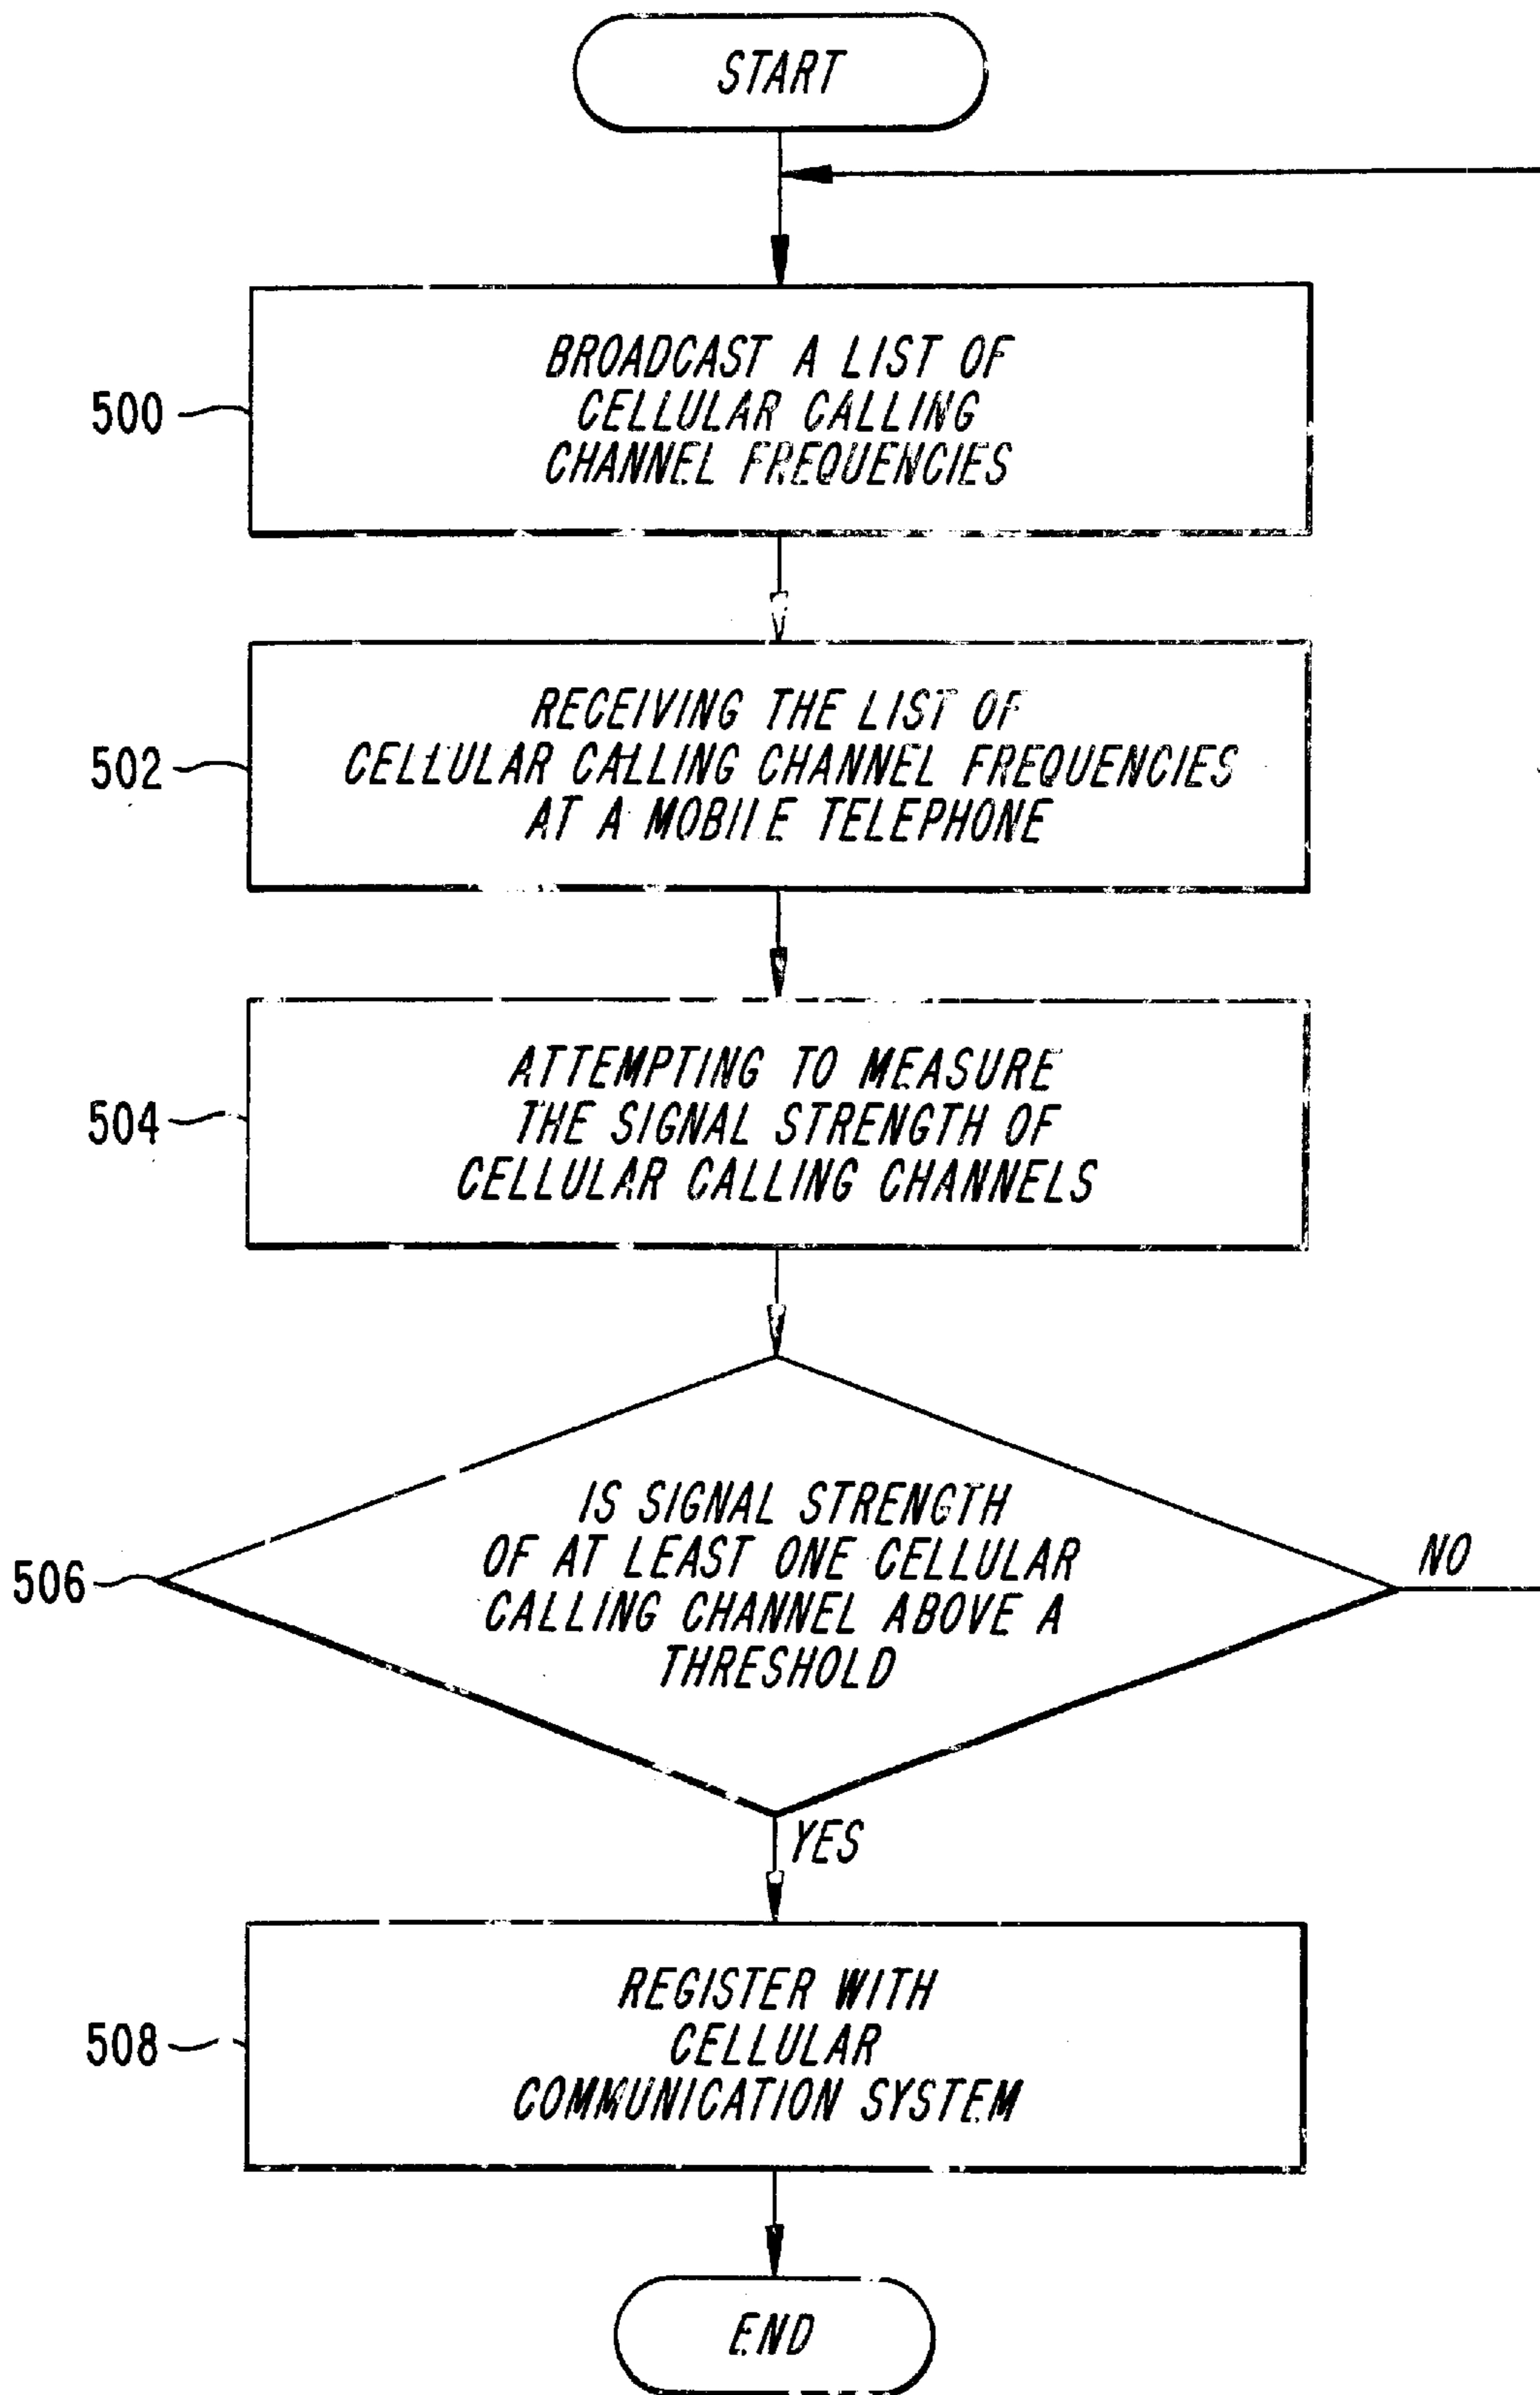 START
BROADCAST A LIST OF
CELLULAR CALLING
CHANNEL FREQUENCIES
500
RECEIVING THE LIST OF
CELLULAR CALLING CHANNEL FREQUENCIES
AT A MOBILE TELEPHONE
502
ATTEMPTING TO MEASURE
THE SIGNAL STRENGTH OF
CELLULAR CALLING CHANNELS
504
IS SIGNAL STRENGTH
OF AT LEAST ONE CELLULAR
CALLING CHANNEL ABOVE A
THRESHOLD
506
NO
YES
REGISTER WITH
CELLULAR
COMMUNICATION SYSTEM
508
END